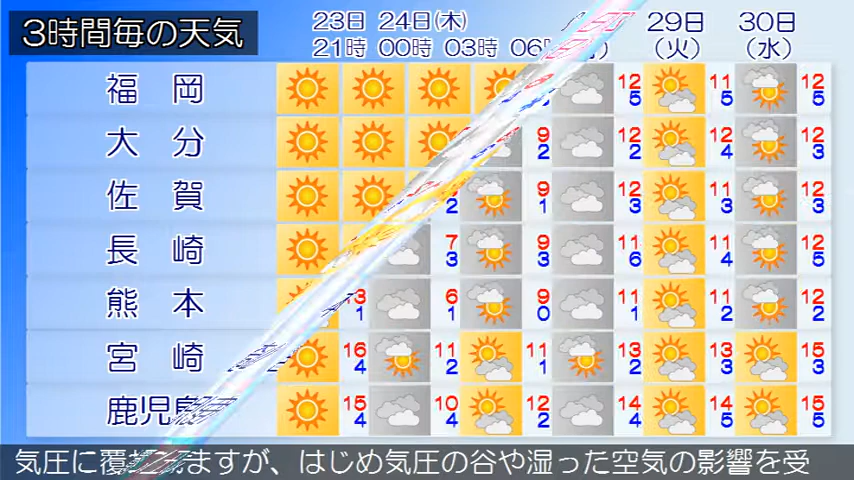 3時間毎の天気
23日 24日(木) 29日 30日
21時 00時 03時 06 (火) (水)
福岡 12 5 11 5 12 5
大分 9 2 12 2 12 4 12 3
佐賀 2 9 1 12 3 11 3 12 3
長崎 7 3 9 3 11 6 11 4 12 5
熊本 1 6 1 9 0 11 1 11 2 12 2
宮崎 16 4 11 2 11 1 13 2 13 3 15 3
鹿児島 15 4 10 4 12 2 14 4 14 5 15 5
気圧に覆われますが、はじめ気圧の谷や湿った空気の影響を受